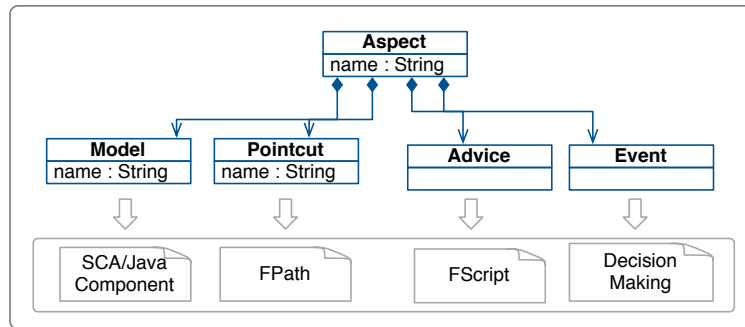 Aspect
name : String
Model
name : String
Pointcut
name : String
Advice
Event
SCA/Java
Component
FPath
FScript
Decision
Making